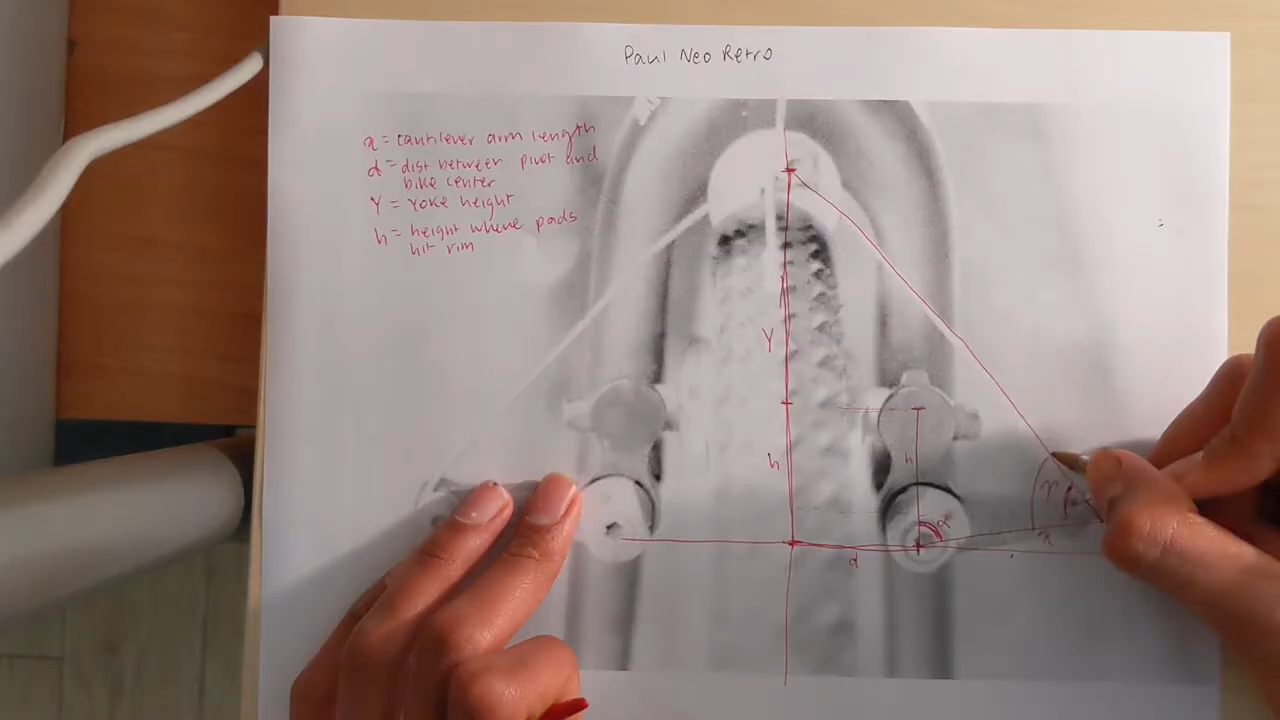 Paul Neo Retro
x = cantilever arm length
d = dist between pivot and
bike center
Y = Yoke height
h = height where pads
hit rim
Y
h
h
α
x
d